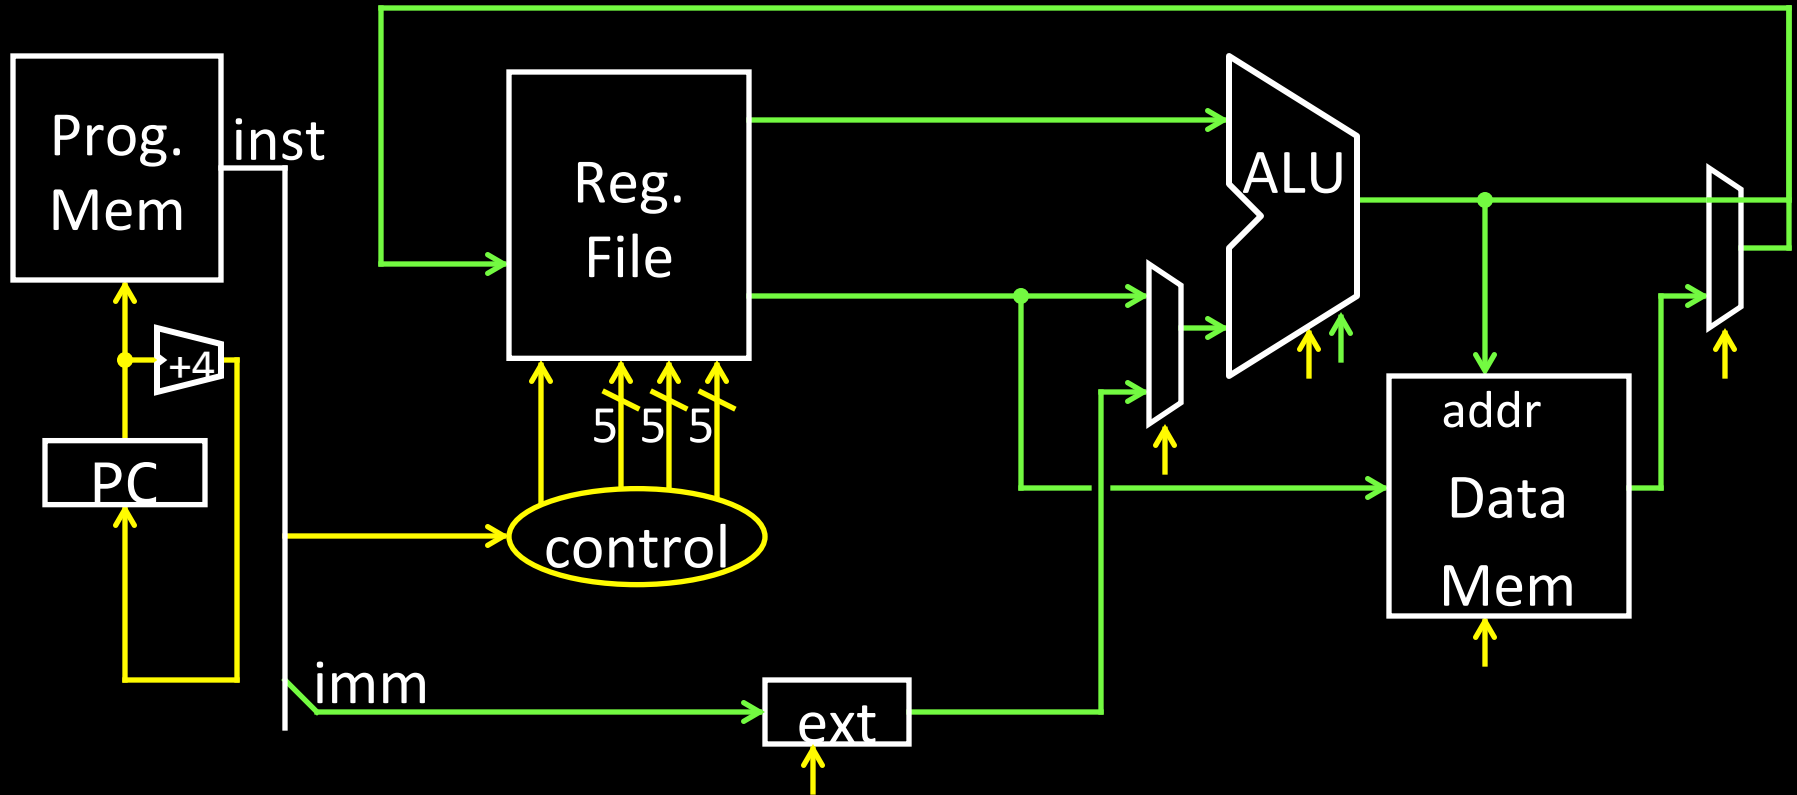 Prog.
Mem
inst
Reg.
File
ALU
+4
PC
5 5 5
control
addr
Data
Mem
imm
ext